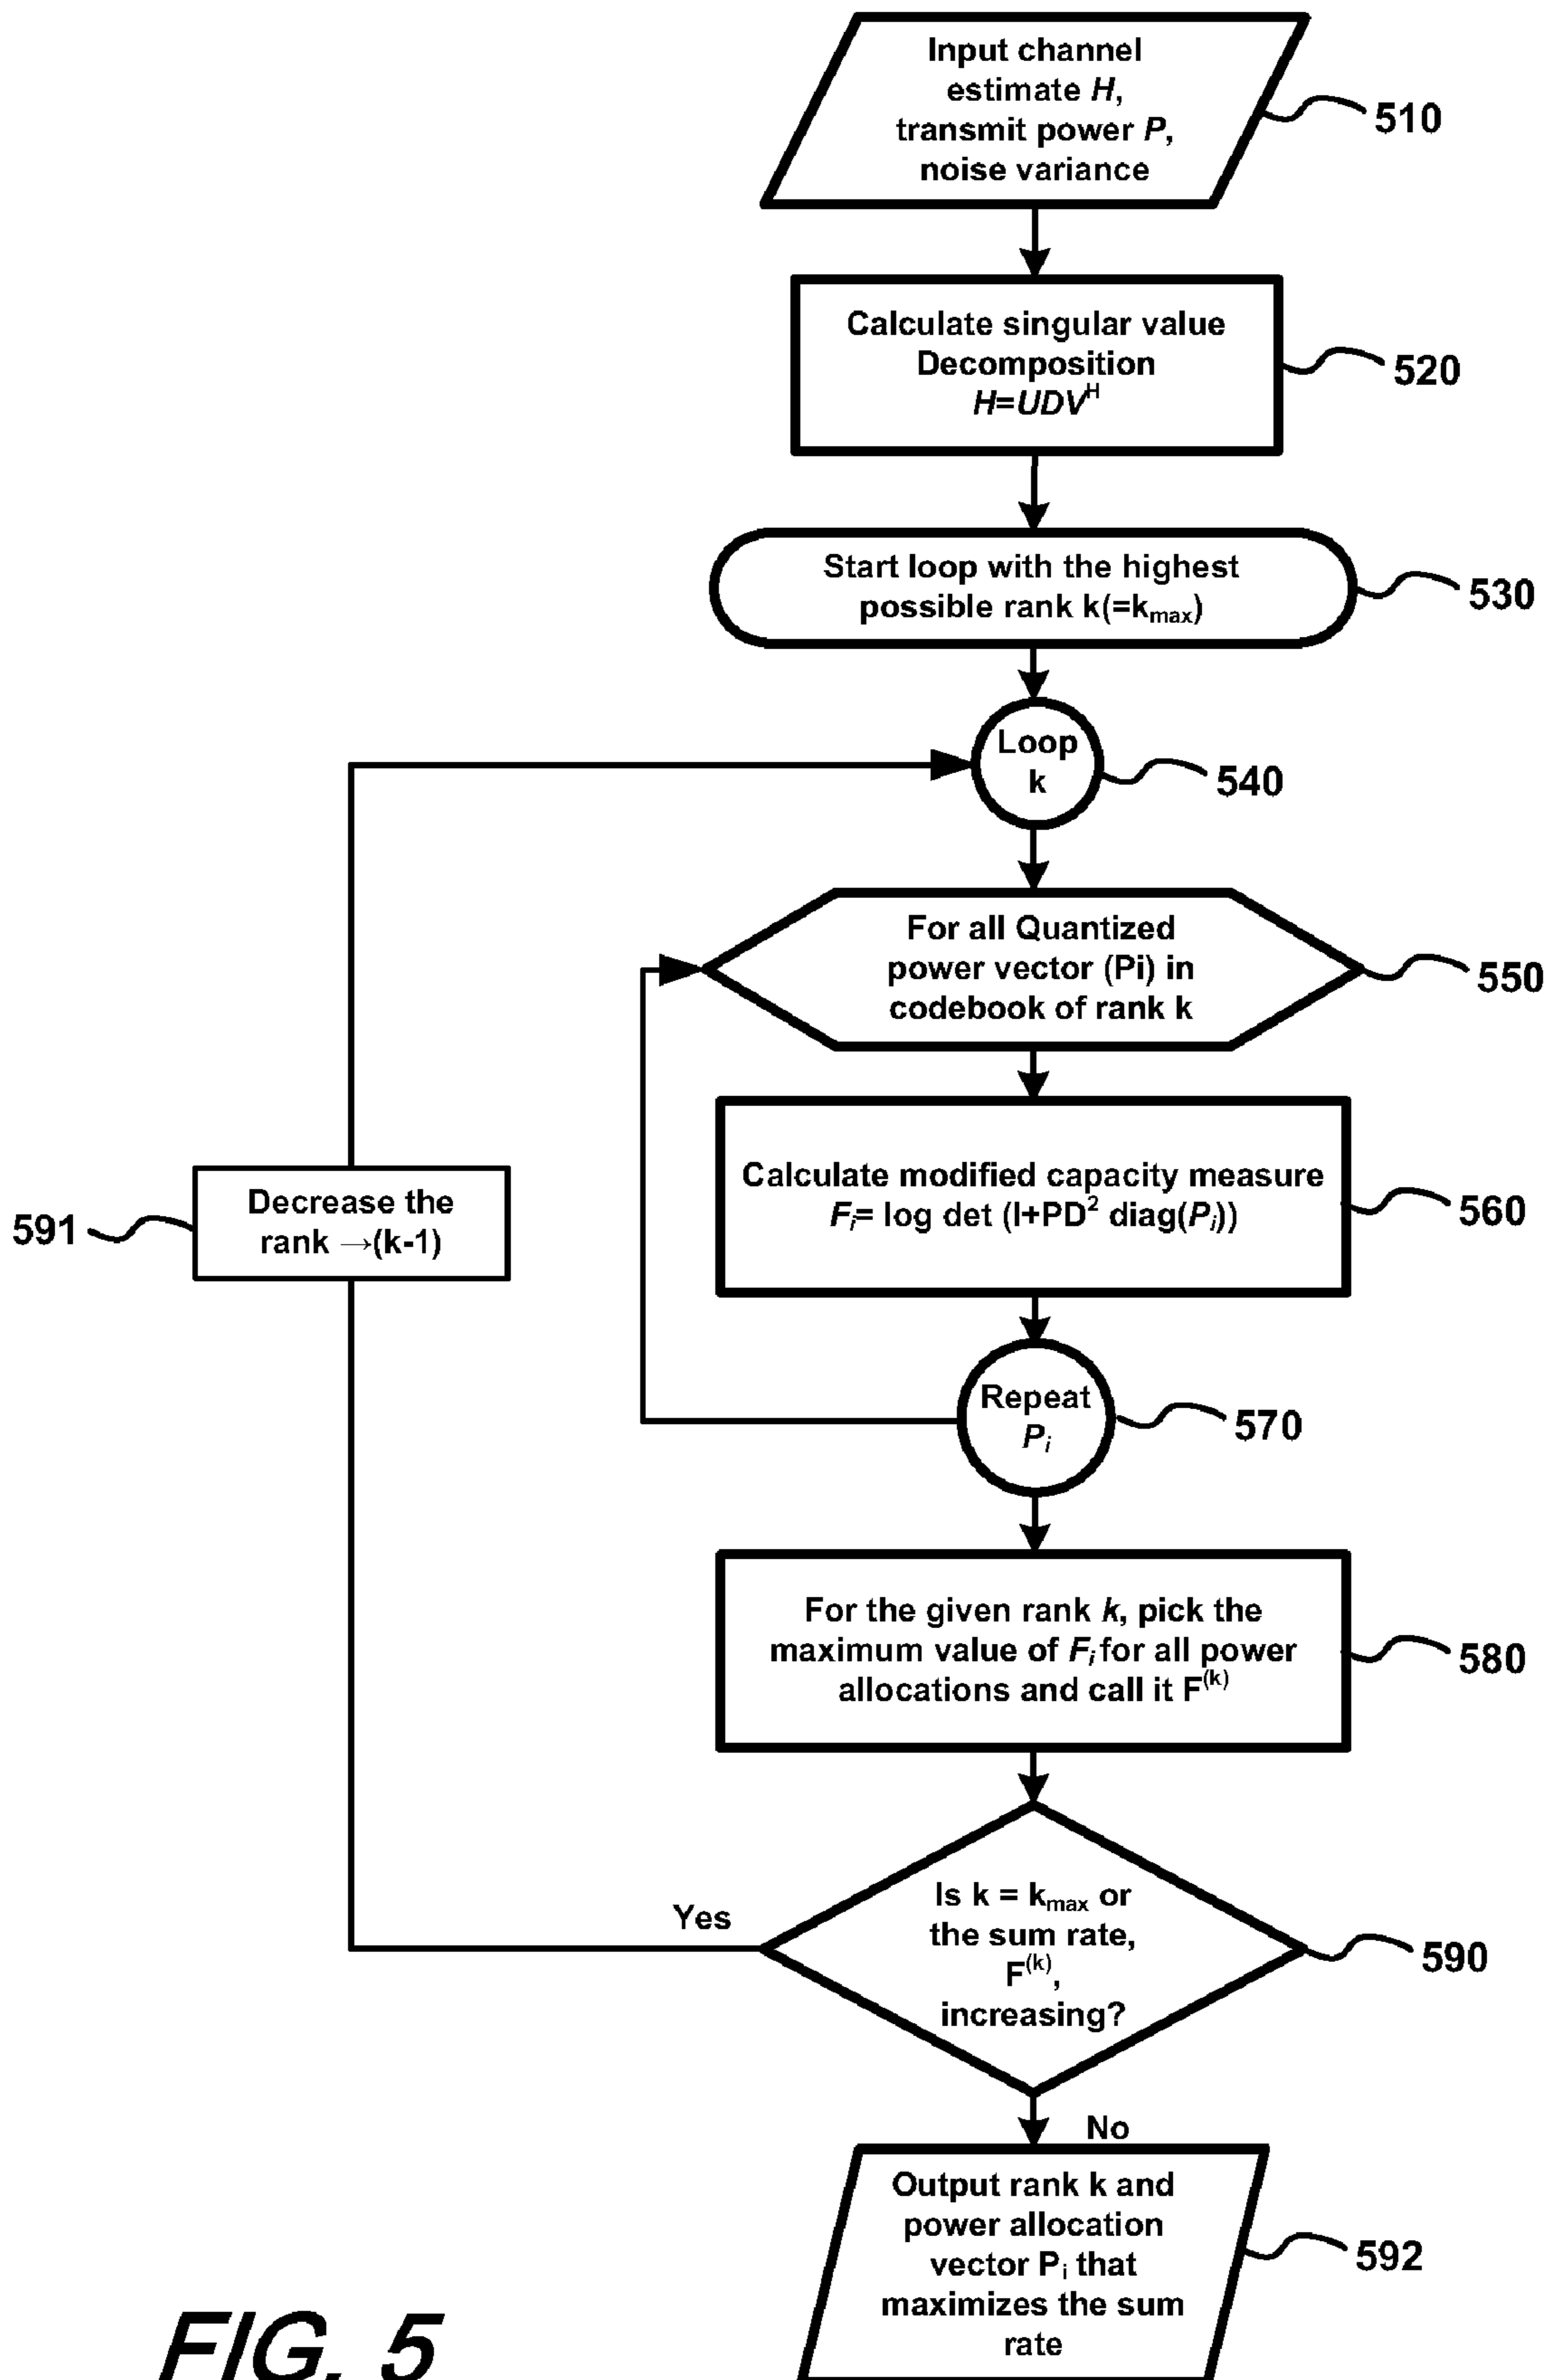 Input channel
estimate H,
transmit power P,
noise variance
510
Calculate singular value
Decomposition
H=UDV^H
520
Start loop with the highest
possible rank k(=k_max)
530
Loop
k
540
For all Quantized
power vector (Pi) in
codebook of rank k
550
Calculate modified capacity measure
F_i= log det (I+PD² diag(P_i))
560
591
Decrease the
rank →(k-1)
Repeat
P_i
570
For the given rank k, pick the
maximum value of F_i for all power
allocations and call it F^(k)
580
Is k = k_max or
the sum rate,
F^(k),
increasing?
590
Yes
No
Output rank k and
power allocation
vector P_i that
maximizes the sum
rate
592
FIG. 5